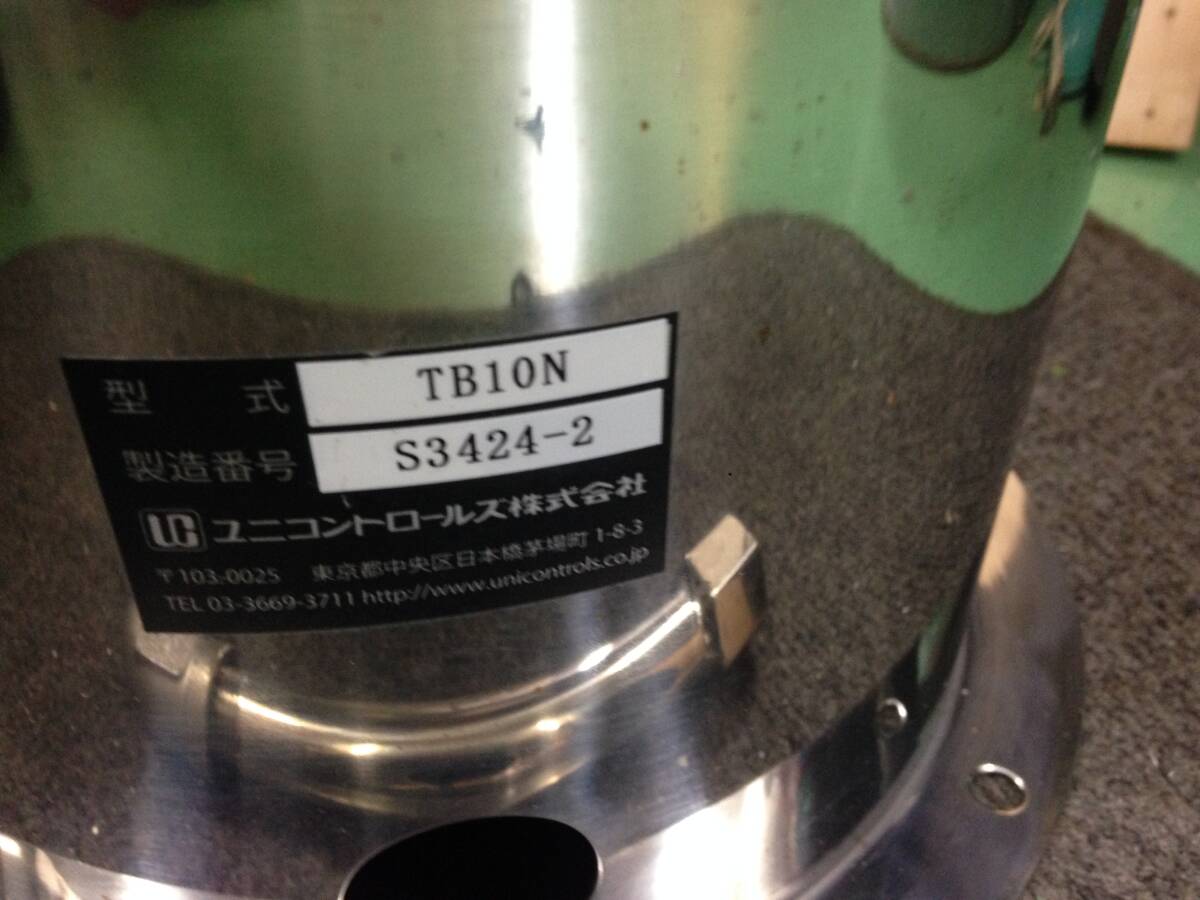 型 式 TB10N
製造番号 S3424-2
UC ユニコントロールズ株式会社
〒103-0025 東京都中央区日本橋茅場町 1-8-3
TEL 03-3669-3711 http://www.unicontrols.co.jp